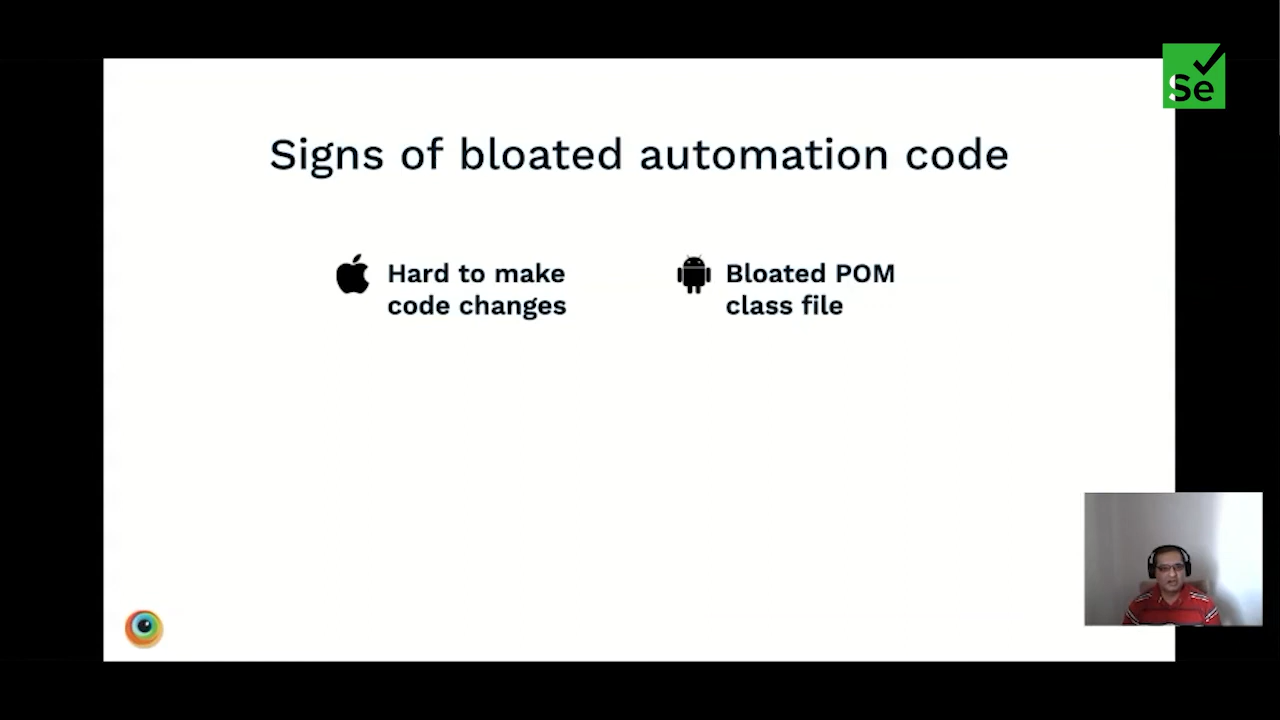 Se
Signs of bloated automation code
Hard to make
code changes
Bloated POM
class file